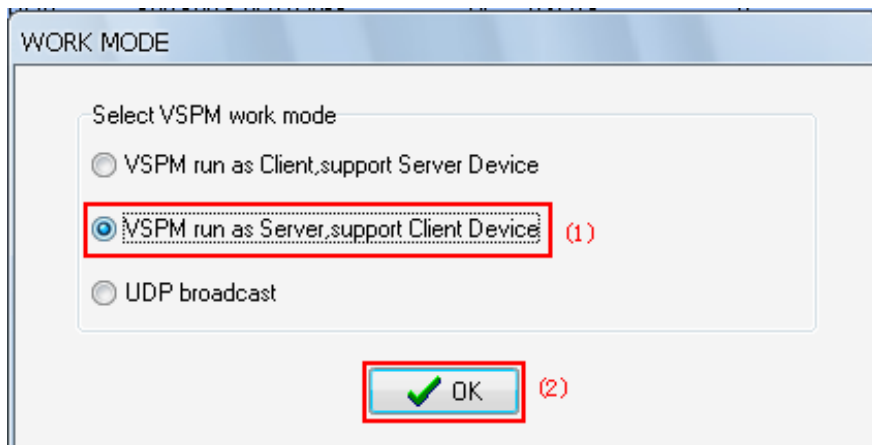 WORK MODE
Select VSPM work mode
VSPM run as Client,support Server Device
VSPM run as Server,support Client Device (1)
UDP broadcast
OK (2)